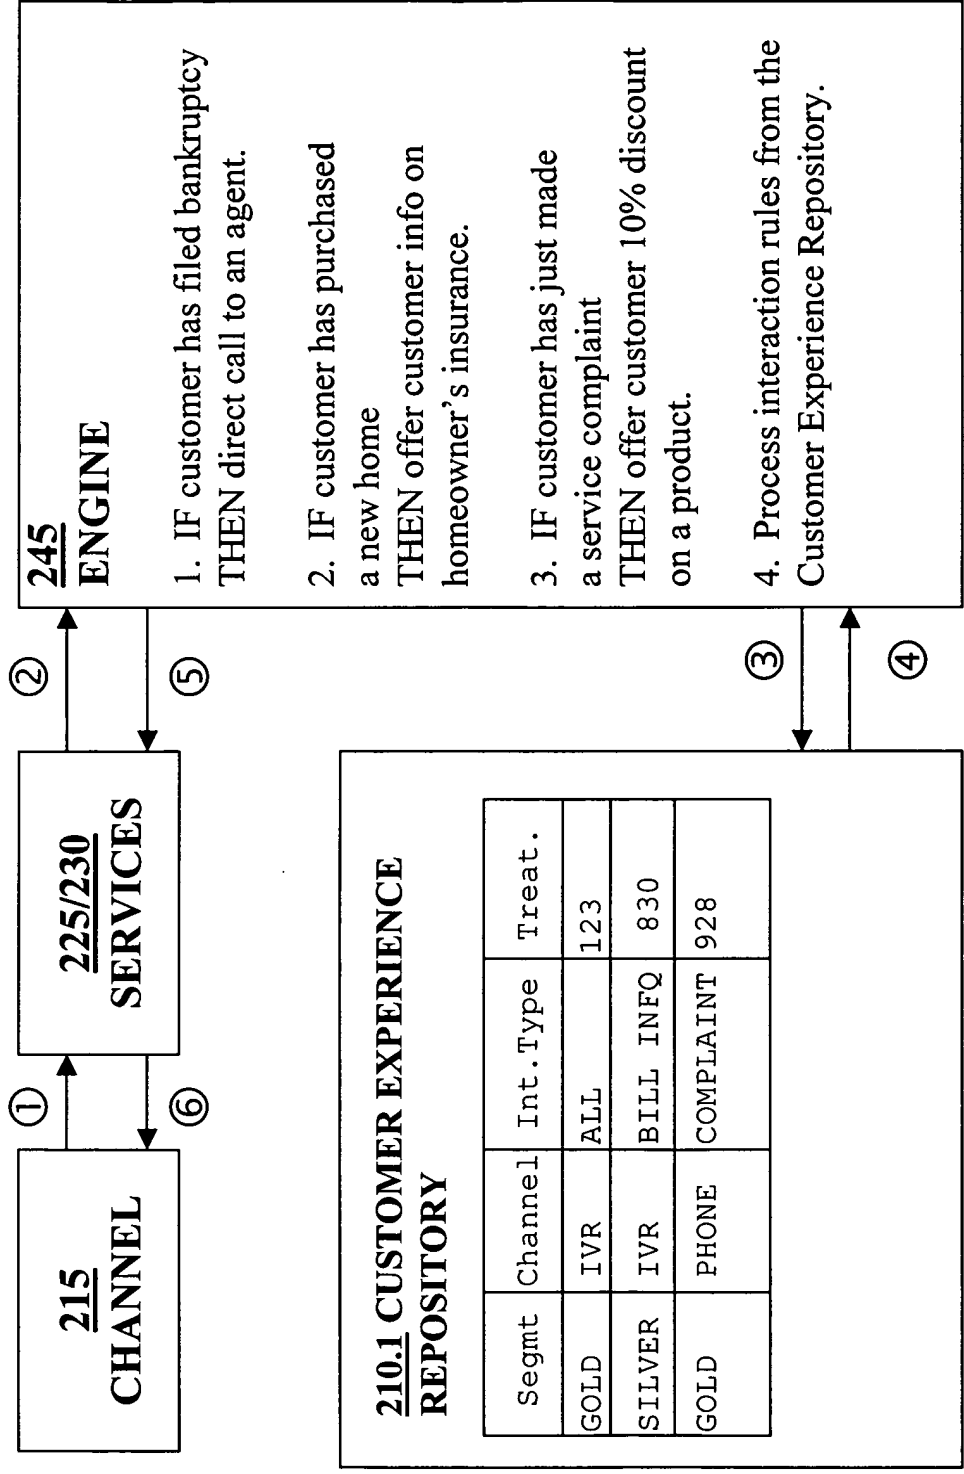 215
CHANNEL
①
⑥
225/230
SERVICES
②
⑤
245
ENGINE
1. IF customer has filed bankruptcy
THEN direct call to an agent.
2. IF customer has purchased
a new home
THEN offer customer info on
homeowner's insurance.
3. IF customer has just made
a service complaint
THEN offer customer 10% discount
on a product.
4. Process interaction rules from the
Customer Experience Repository.
③
④
210.1 CUSTOMER EXPERIENCE
REPOSITORY
Segmt Channel Int.Type Treat.
GOLD IVR ALL 123
SILVER IVR BILL INFQ 830
GOLD PHONE COMPLAINT 928